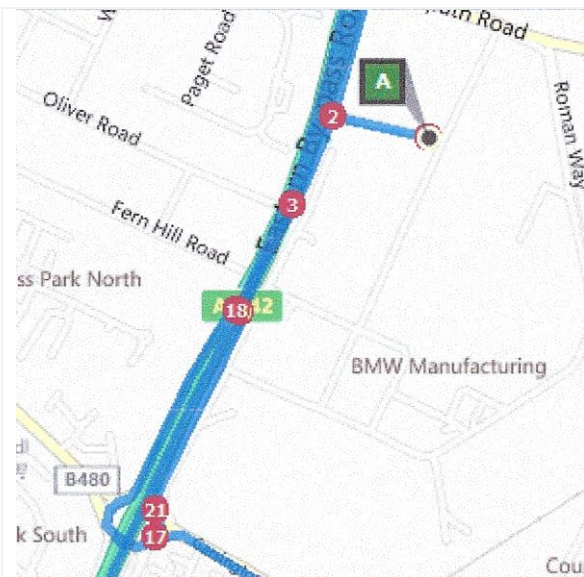 Road
A
Paget Road
2
Roman Way
Oliver Road
3
Fern Hill Road
ss Park North
18
BMW Manufacturing
B480
21
k South
17
Cou